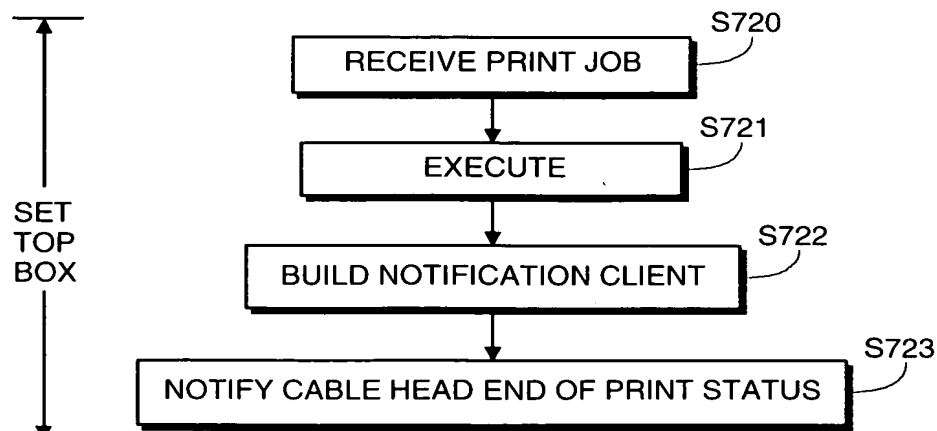 S720
RECEIVE PRINT JOB
S721
EXECUTE
SET
TOP
BOX
S722
BUILD NOTIFICATION CLIENT
S723
NOTIFY CABLE HEAD END OF PRINT STATUS